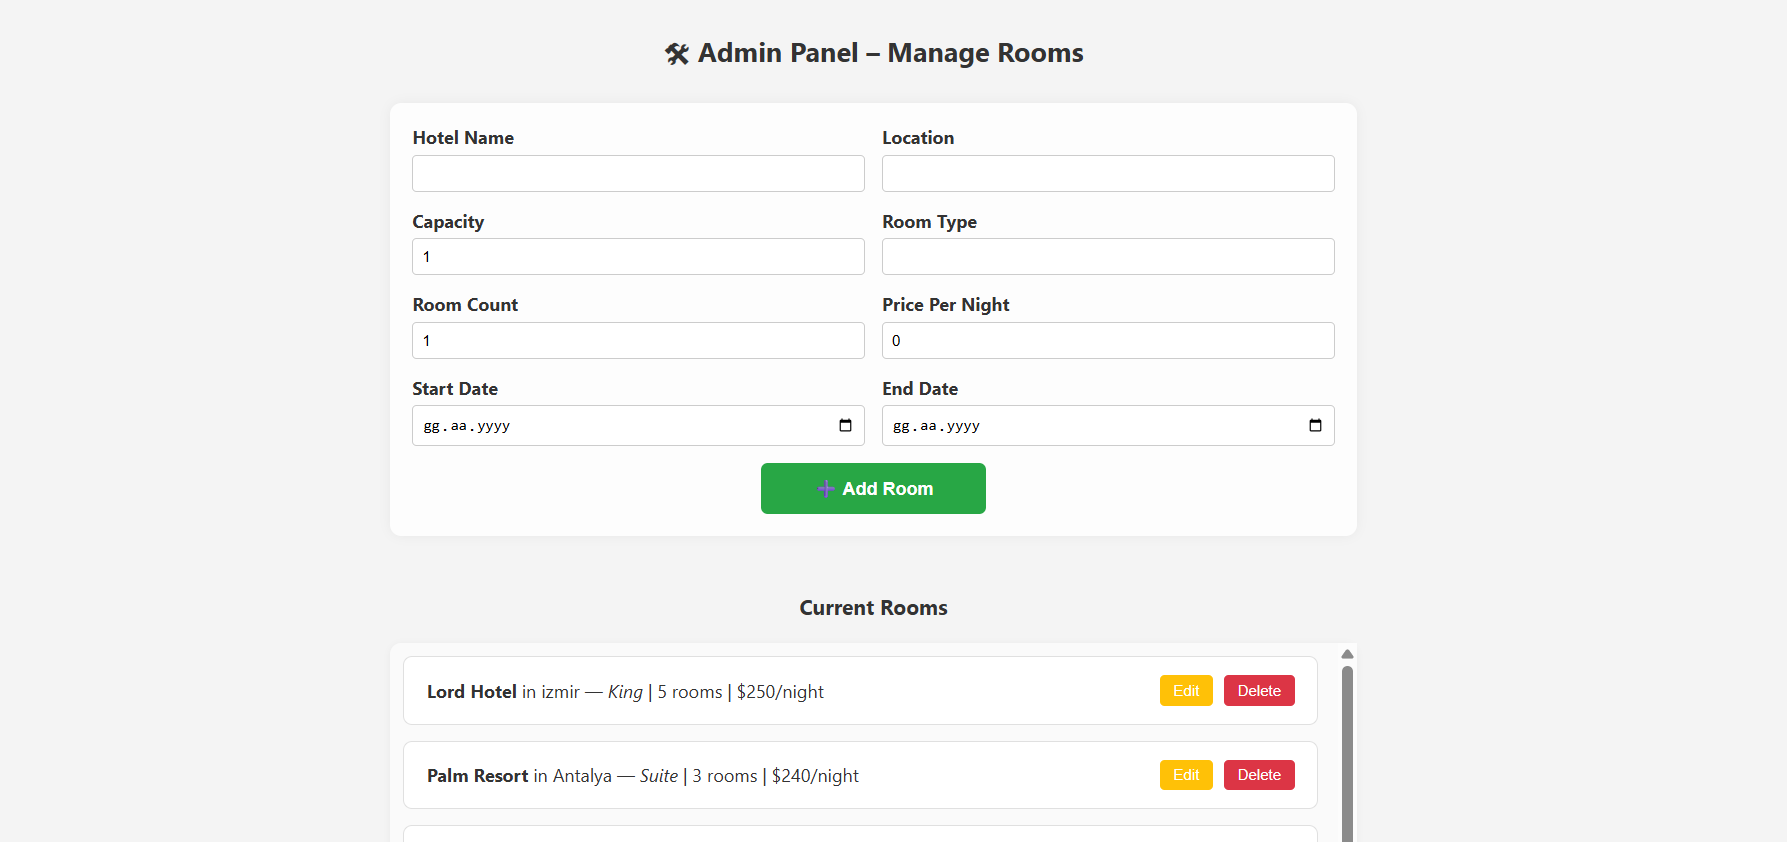 🛠 Admin Panel – Manage Rooms
Hotel Name Location
Capacity Room Type
1
Room Count Price Per Night
1 0
Start Date End Date
gg.aa.yyyy gg.aa.yyyy
➕ Add Room
Current Rooms
Lord Hotel in izmir — King | 5 rooms | $250/night Edit Delete
Palm Resort in Antalya — Suite | 3 rooms | $240/night Edit Delete